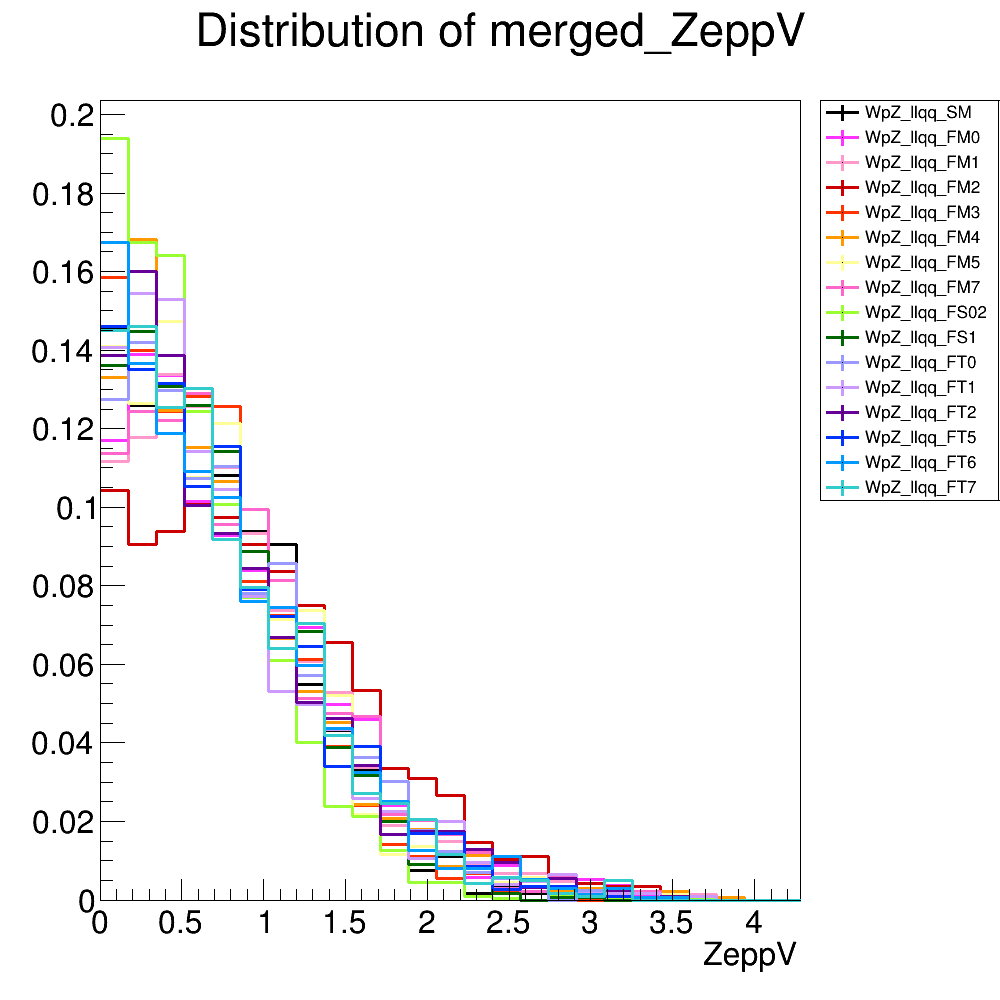 Distribution of merged_ZeppV
0.2
0.18
0.16
0.14
0.12
0.1
0.08
0.06
0.04
0.02
0
0 0.5 1 1.5 2 2.5 3 3.5 4
ZeppV
WpZ_llqq_SM
WpZ_llqq_FM0
WpZ_llqq_FM1
WpZ_llqq_FM2
WpZ_llqq_FM3
WpZ_llqq_FM4
WpZ_llqq_FM5
WpZ_llqq_FM7
WpZ_llqq_FS02
WpZ_llqq_FS1
WpZ_llqq_FT0
WpZ_llqq_FT1
WpZ_llqq_FT2
WpZ_llqq_FT5
WpZ_llqq_FT6
WpZ_llqq_FT7